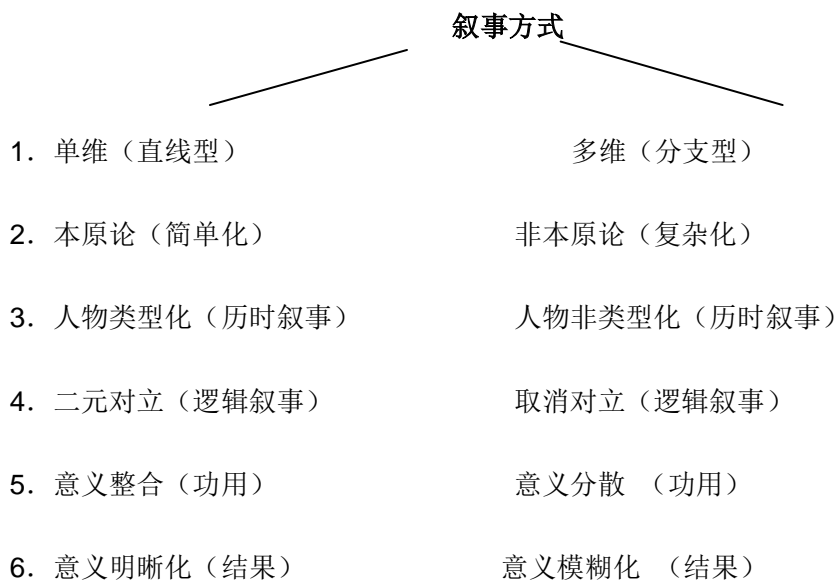 叙事方式
1. 单维（直线型） 多维（分支型）
2. 本原论（简单化） 非本原论（复杂化）
3. 人物类型化（历时叙事） 人物非类型化（历时叙事）
4. 二元对立（逻辑叙事） 取消对立（逻辑叙事）
5. 意义整合（功用） 意义分散 （功用）
6. 意义明晰化（结果） 意义模糊化 （结果）